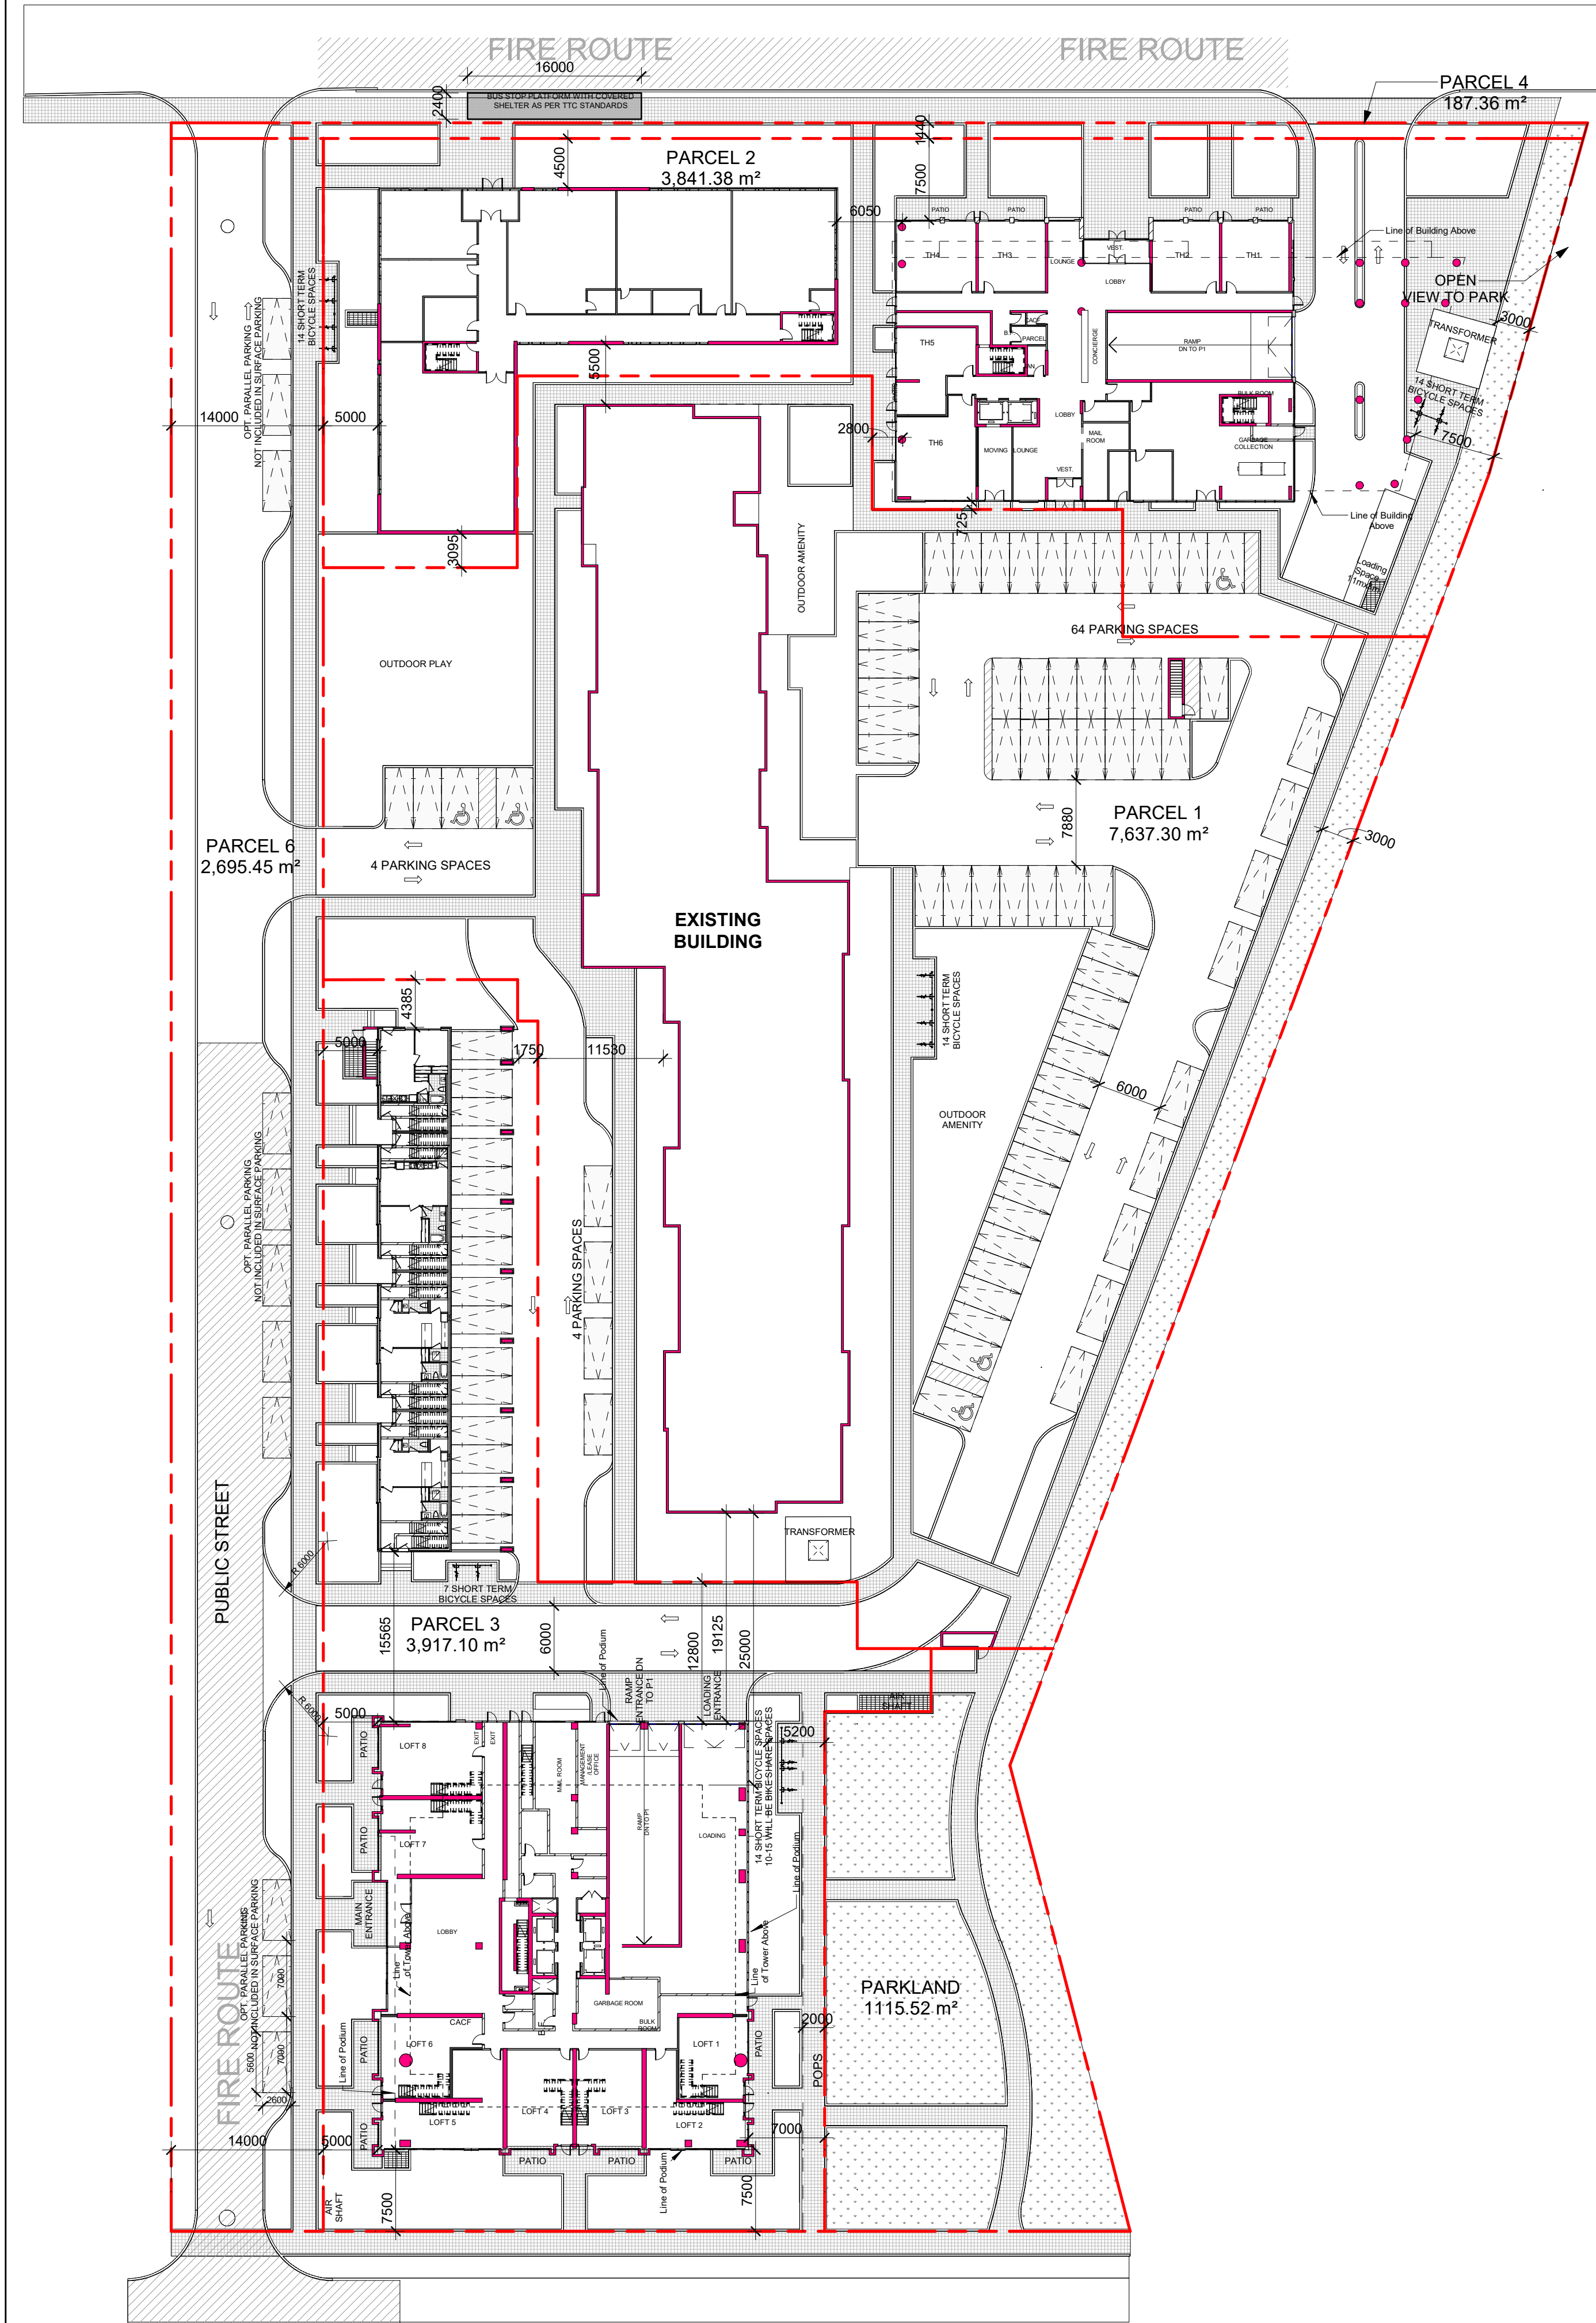 FIRE ROUTE
FIRE ROUTE
16000
2400
BUS STOP PLATFORM WITH COVERED
SHELTER AS PER TTC STANDARDS
PARCEL 4
187.36 m²
1440
PARCEL 2
3,841.38 m²
4500
7500
6050
PATIO
PATIO
PATIO
PATIO
Line of Building Above
TH4
TH3
LOUNGE
VEST.
LOBBY
TH2
TH1
OPEN
VIEW TO PARK
3000
TRANSFORMER
14 SHORT TERM
BICYCLE SPACES
OPT. PARALLEL PARKING
NOT INCLUDED IN SURFACE PARKING
CACF
PARCEL
TH5
CONCIERGE
RAMP
DN TO P1
5500
14000
5000
BULK ROOM
14 SHORT TERM
BICYCLE SPACES
2800
TH6
LOBBY
MAIL
ROOM
MOVING
LOUNGE
VEST.
GARBAGE
COLLECTION
7500
725
Line of Building
Above
3095
OUTDOOR AMENITY
Loading
Space
64 PARKING SPACES
OUTDOOR PLAY
PARCEL 1
7,637.30 m²
7880
3000
PARCEL 6
2,695.45 m²
4 PARKING SPACES
EXISTING
BUILDING
4385
14 SHORT TERM
BICYCLE SPACES
5000
1750
11530
6000
OUTDOOR
AMENITY
OPT. PARALLEL PARKING
NOT INCLUDED IN SURFACE PARKING
4 PARKING SPACES
PUBLIC STREET
TRANSFORMER
R 6000
7 SHORT TERM
BICYCLE SPACES
PARCEL 3
3,917.10 m²
15565
6000
12800
19125
25000
Line of Podium
RAMP
ENTRANCE DN
TO P1
LOADING
ENTRANCE
R 6000
5000
AIR
SHAFT
5200
PATIO
LOFT 8
EXIT
EXIT
MAIL ROOM
MANAGEMENT
/LEASE
OFFICE
RAMP
DN TO P1
LOADING
14 SHORT TERM BICYCLE SPACES
10-15 WILL BE BIKE SHARE SPACES
PATIO
LOFT 7
Line of Podium
MAIN
ENTRANCE
LOBBY
Line
of Tower Above
Line
of Tower Above
FIRE ROUTE
OPT. PARALLEL PARKING
NOT INCLUDED IN SURFACE PARKING
7000
7000
5600
2600
PARKLAND
1115.52 m²
GARBAGE ROOM
BULK
ROOM
CACF
2000
Line of Podium
PATIO
LOFT 6
LOFT 1
PATIO
POPS
LOFT 5
LOFT 4
LOFT 3
LOFT 2
14000
5000
PATIO
7000
PATIO
PATIO
PATIO
Line of Podium
AIR
SHAFT
7500
7500